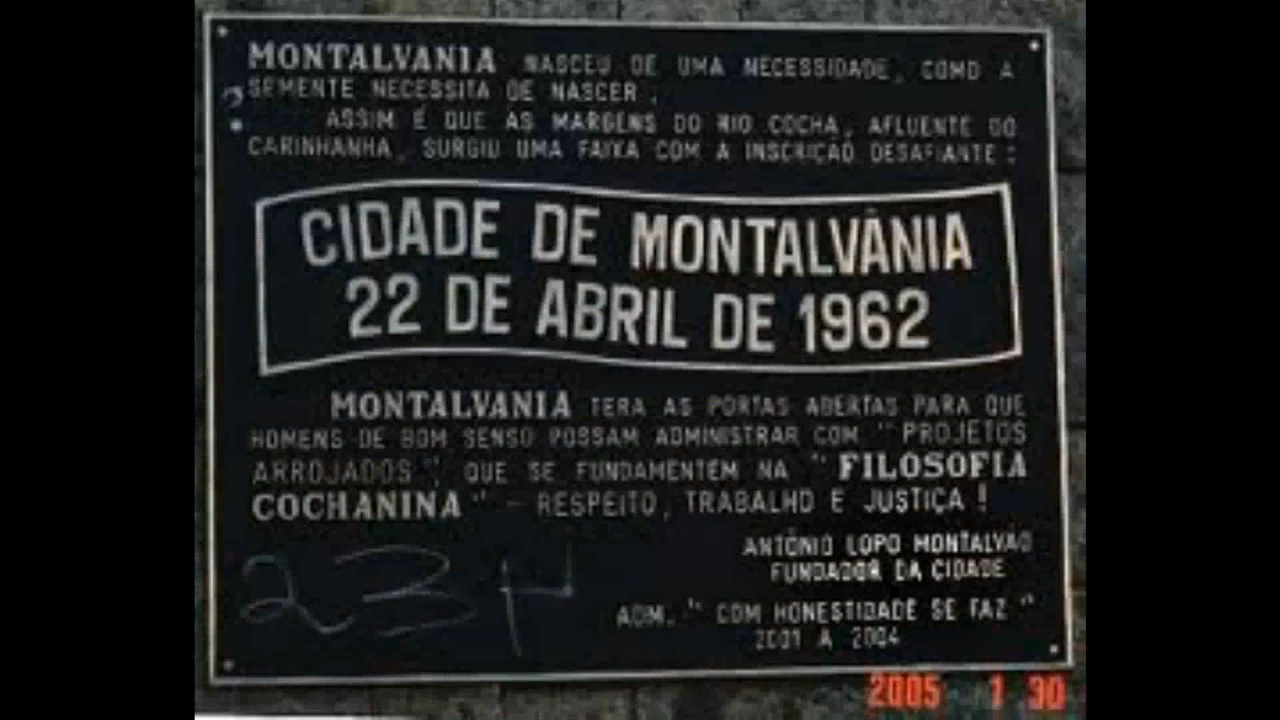 MONTALVANIA NASCEU DE UMA NECESSIDADE, COMO A
SEMENTE NECESSITA DE NASCER.
?
ASSIM É QUE AS MARGENS DO RIO COCHA, AFLUENTE DO
CARINHANHA, SURGIU UMA FAIXA COM A INSCRIÇÃO DESAFIANTE:
CIDADE DE MONTALVÂNIA
22 DE ABRIL DE 1962
MONTALVANIA TERA AS PORTAS ABERTAS PARA QUE
HOMENS DE BOM SENSO POSSAM ADMINISTRAR COM "PROJETOS
ARROJADOS", QUE SE FUNDAMENTEM NA "FILOSOFIA
COCHANINA" - RESPEITO, TRABALHO E JUSTIÇA!
ANTÔNIO LOPO MONTALVÃO
FUNDADOR DA CIDADE
234
ADM. "COM HONESTIDADE SE FAZ"
2001 A 2004
2005 1 30